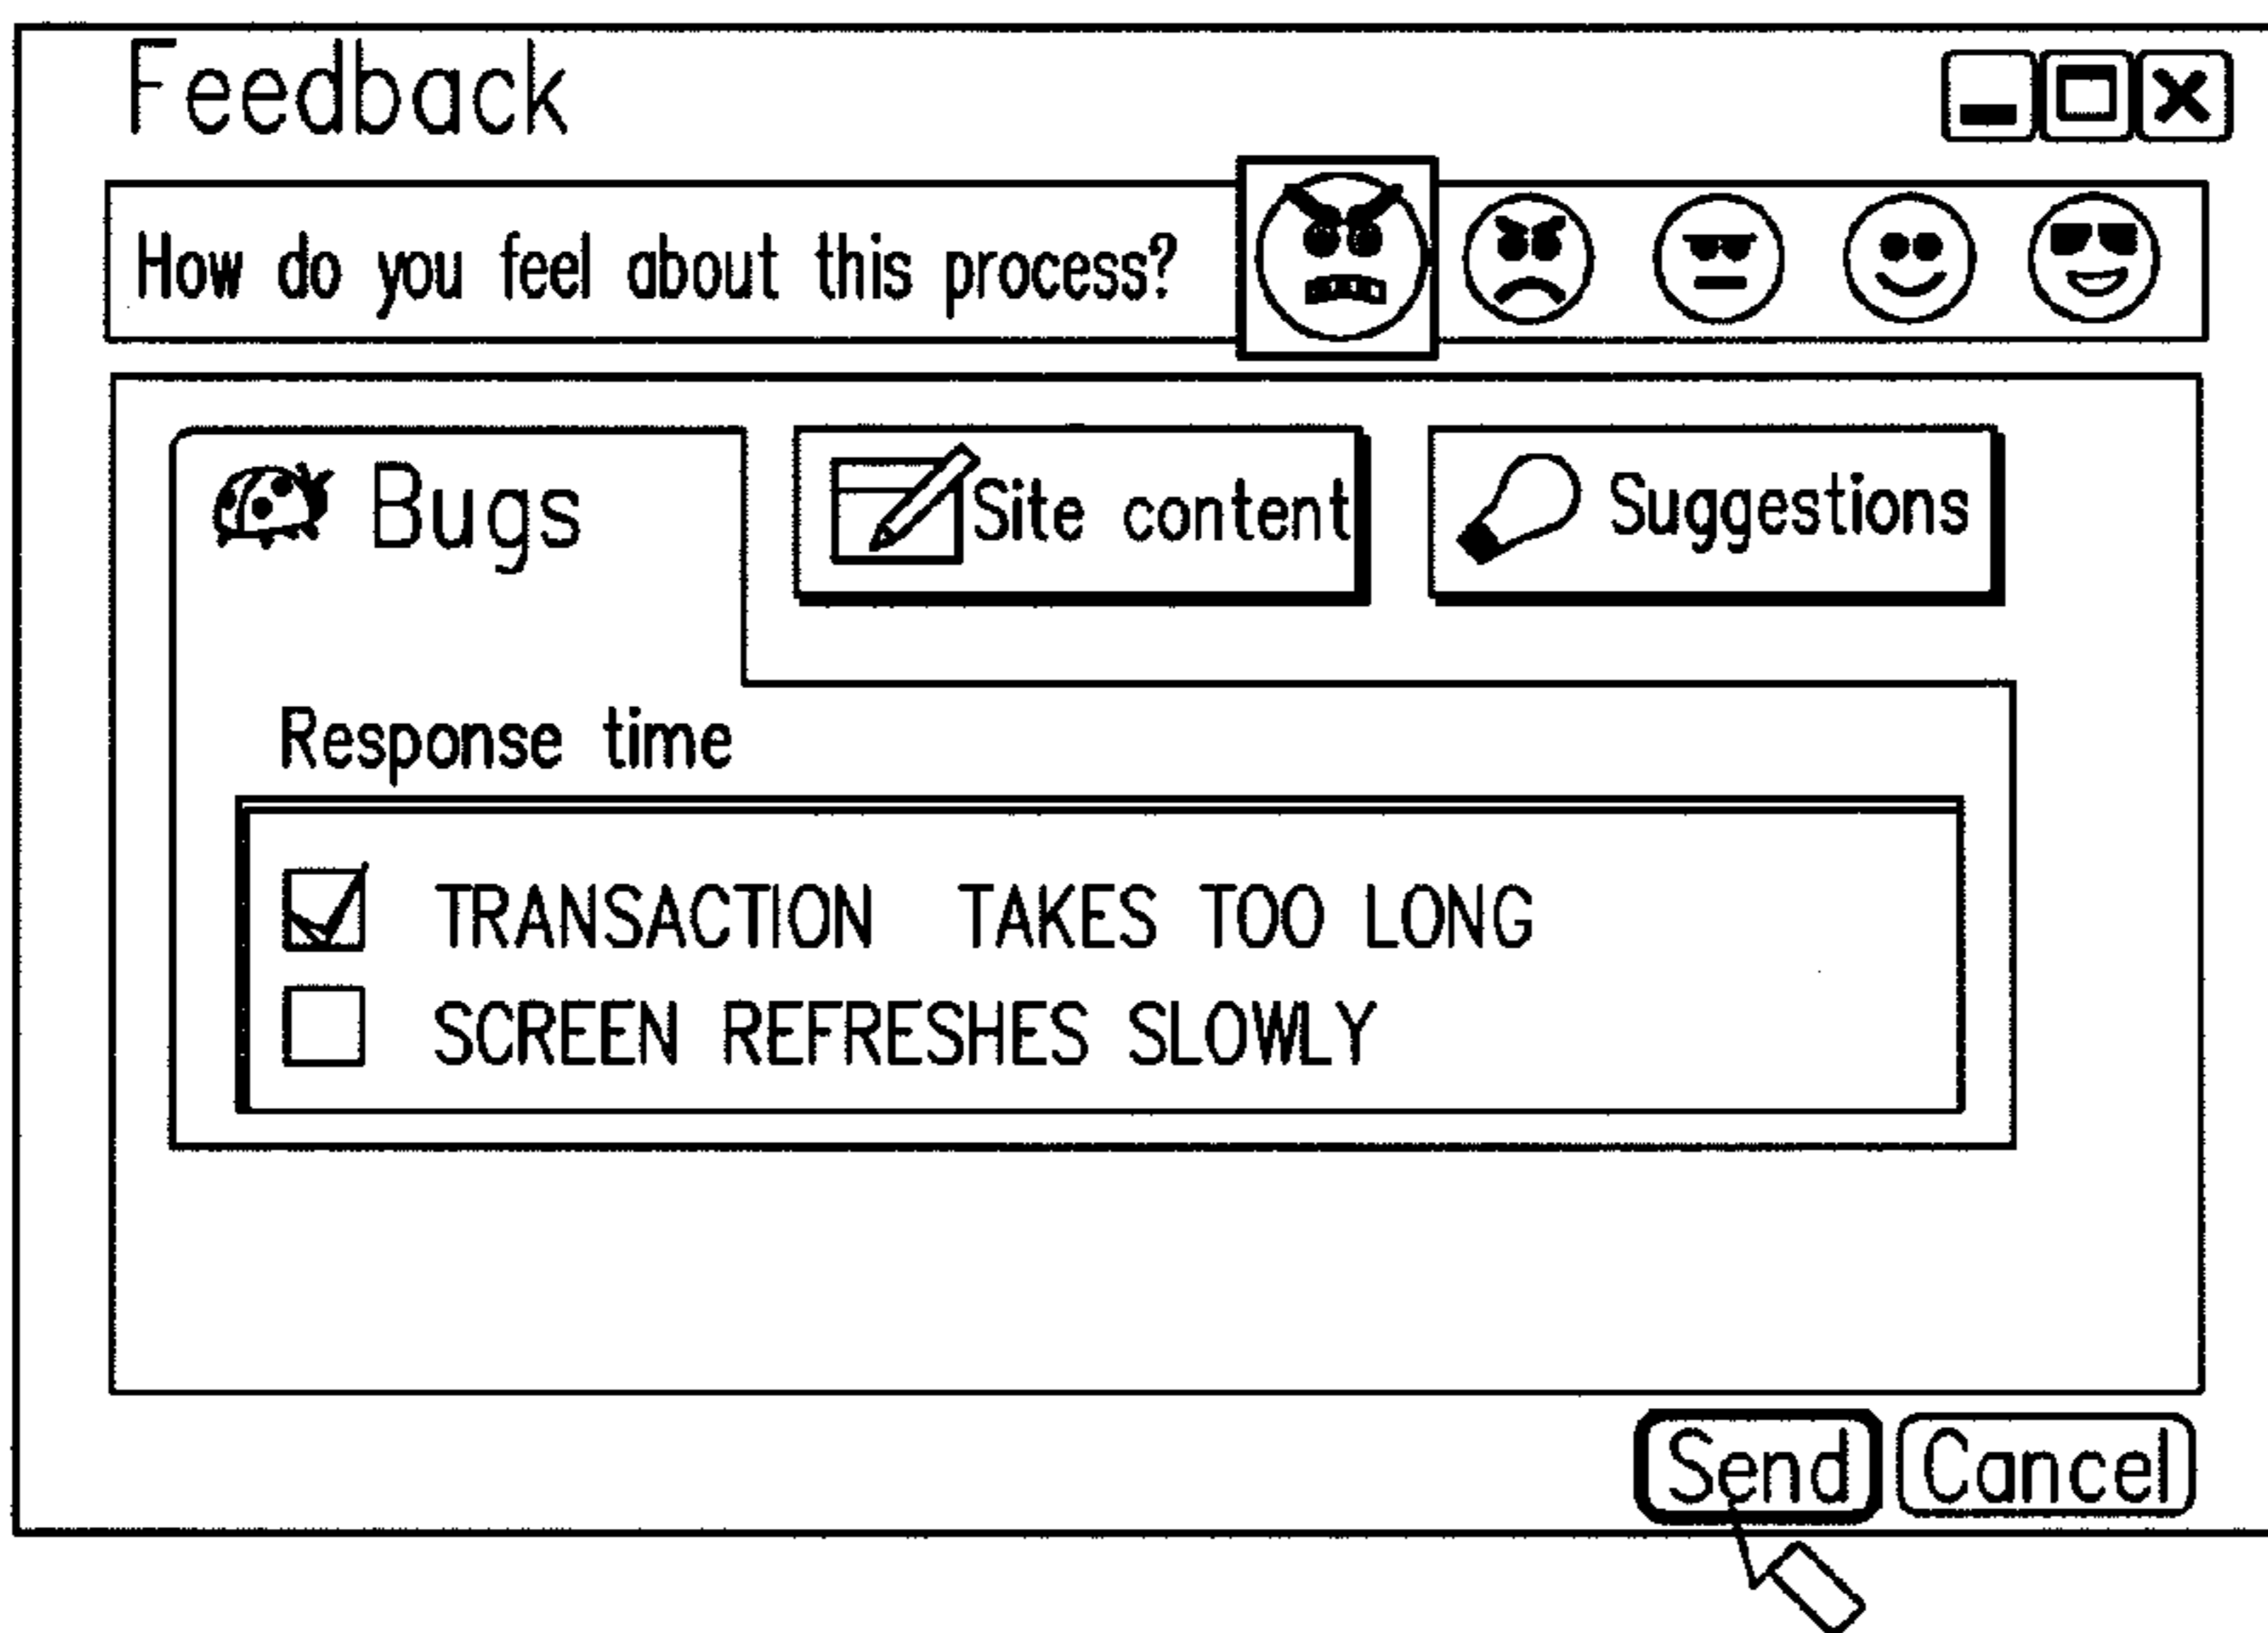 Feedback
How do you feel about this process?
Bugs
Site content
Suggestions
Response time
TRANSACTION TAKES TOO LONG
SCREEN REFRESHES SLOWLY
Send
Cancel